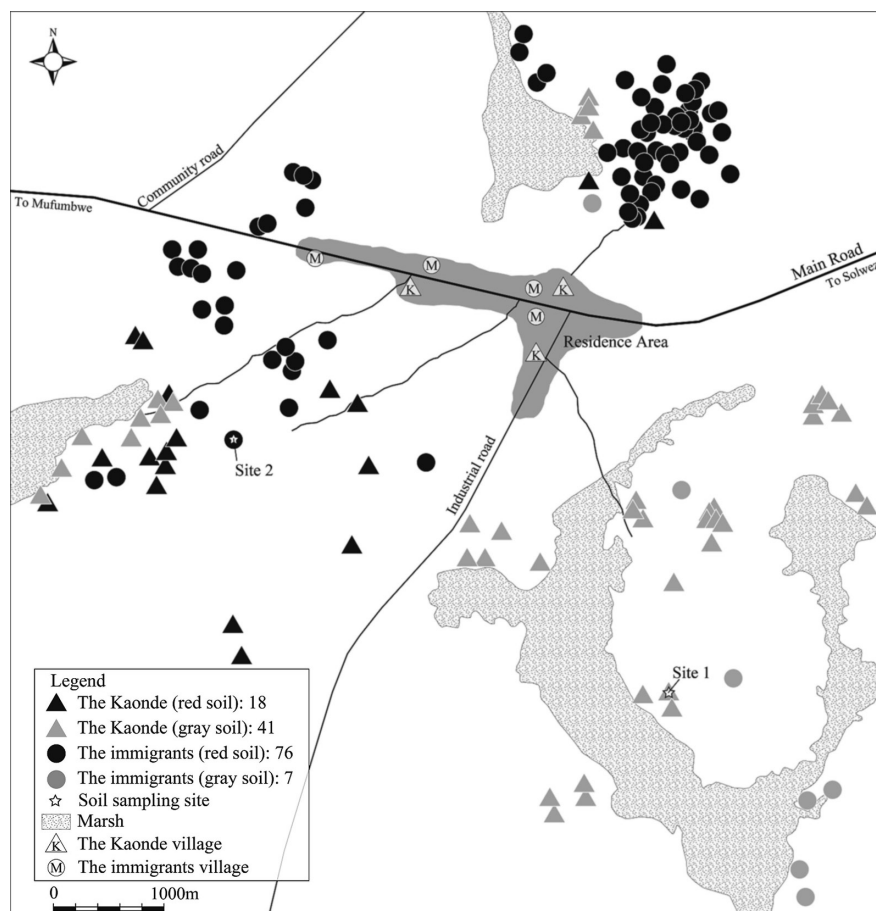 N
Community road
To Mufumbwe
Main Road
To Solwez
M
M
K
M
K
M
K
Residence Area
Industrial road
Site 2
Site 1
Legend
The Kaonde (red soil): 18
The Kaonde (gray soil): 41
The immigrants (red soil): 76
The immigrants (gray soil): 7
Soil sampling site
Marsh
K The Kaonde village
M The immigrants village
0 1000m